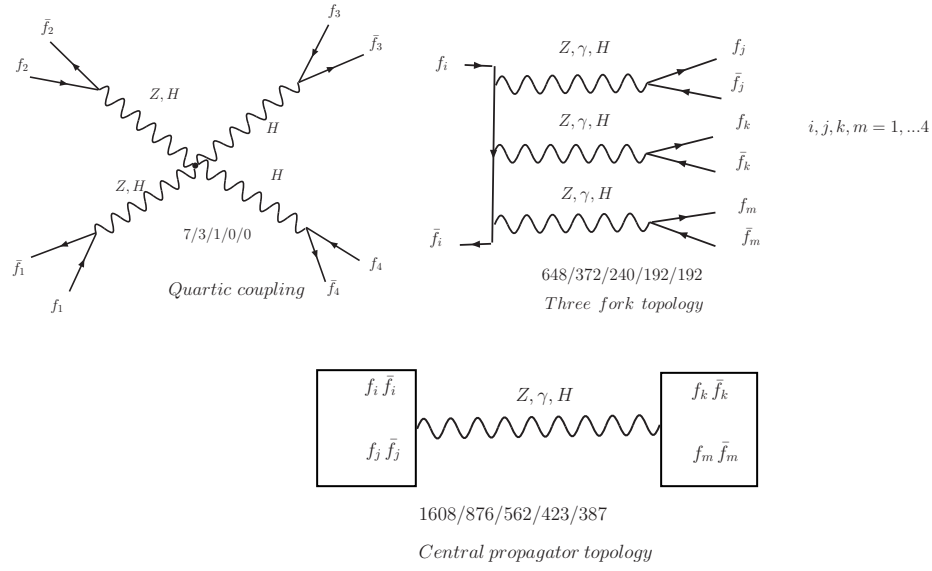 f̄₂
f₂
Z, H
f₃
f̄₃
H
Z, H
H
f̄₁
f₁
7/3/1/0/0
f₄
f̄₄
Quartic coupling
fᵢ
Z, γ, H
fⱼ
f̄ⱼ
Z, γ, H
fₖ
f̄ₖ
Z, γ, H
fₘ
f̄ₘ
f̄ᵢ
648/372/240/192/192
Three fork topology
i, j, k, m = 1, ...4
fᵢ f̄ᵢ
fⱼ f̄ⱼ
Z, γ, H
fₖ f̄ₖ
fₘ f̄ₘ
1608/876/562/423/387
Central propagator topology